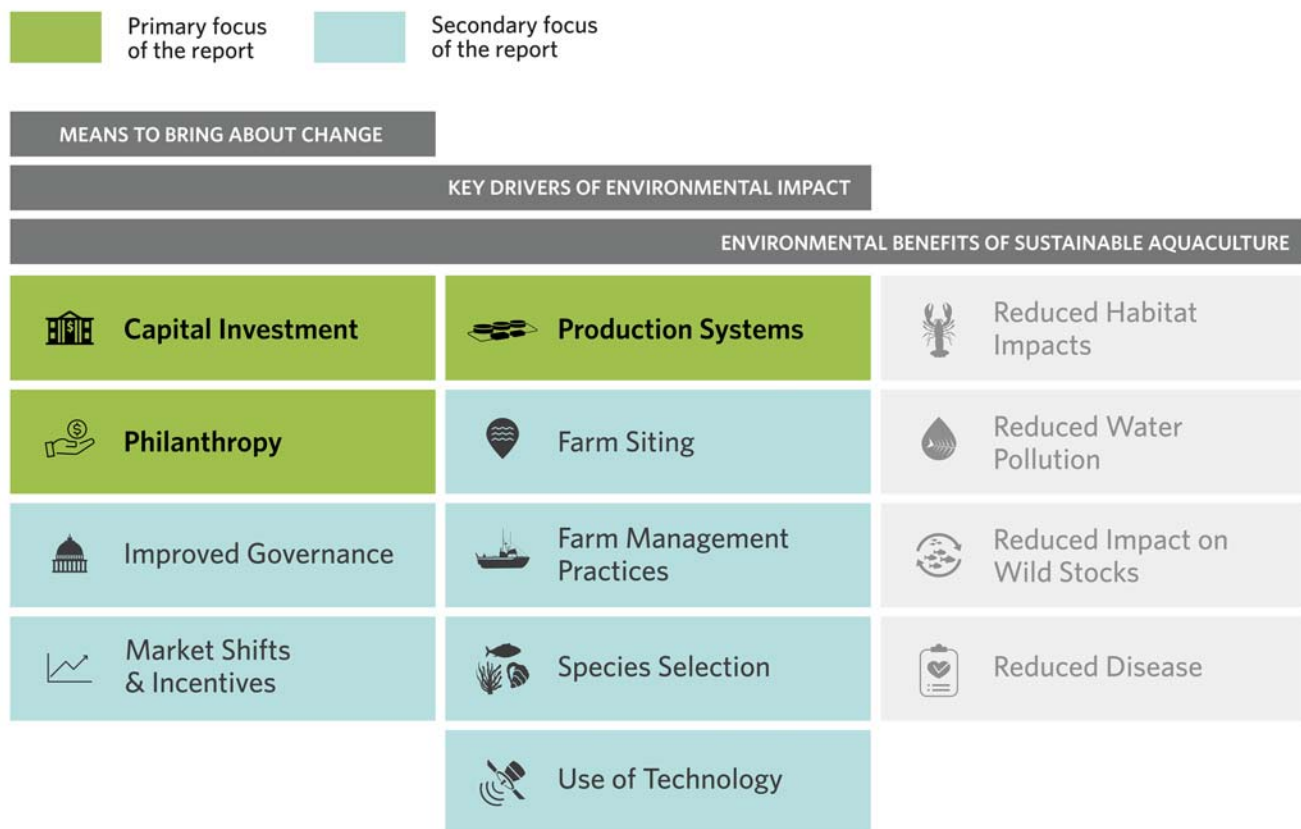 Primary focus
of the report
Secondary focus
of the report
MEANS TO BRING ABOUT CHANGE
KEY DRIVERS OF ENVIRONMENTAL IMPACT
ENVIRONMENTAL BENEFITS OF SUSTAINABLE AQUACULTURE
Capital Investment
Philanthropy
Improved Governance
Market Shifts
& Incentives
Production Systems
Farm Siting
Farm Management
Practices
Species Selection
Use of Technology
Reduced Habitat
Impacts
Reduced Water
Pollution
Reduced Impact on
Wild Stocks
Reduced Disease